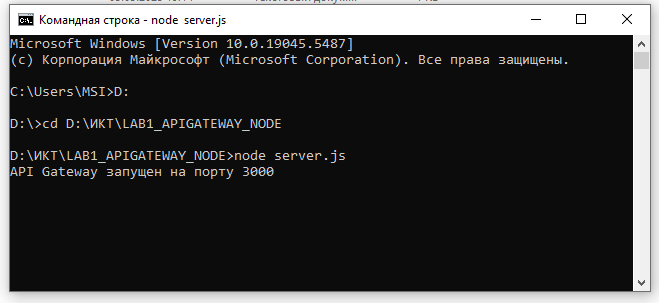 Командная строка - node server.js
Microsoft Windows [Version 10.0.19045.5487]
(c) Корпорация Майкрософт (Microsoft Corporation). Все права защищены.
C:\Users\MSI>D:
D:\>cd D:\ИКТ\LAB1_APIGATEWAY_NODE
D:\ИКТ\LAB1_APIGATEWAY_NODE>node server.js
API Gateway запущен на порту 3000